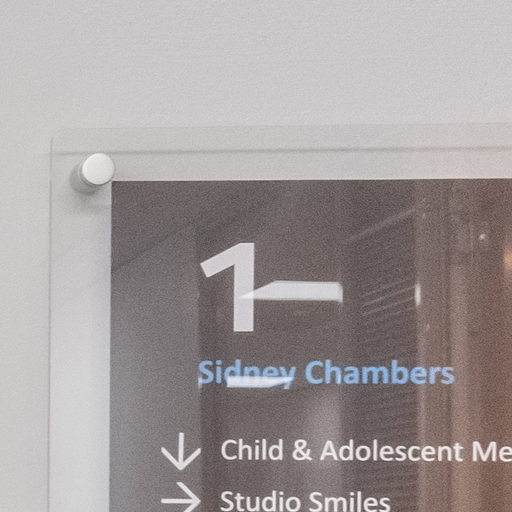 1
Sidney Chambers
↓ Child & Adolescent Me
→ Studio Smiles